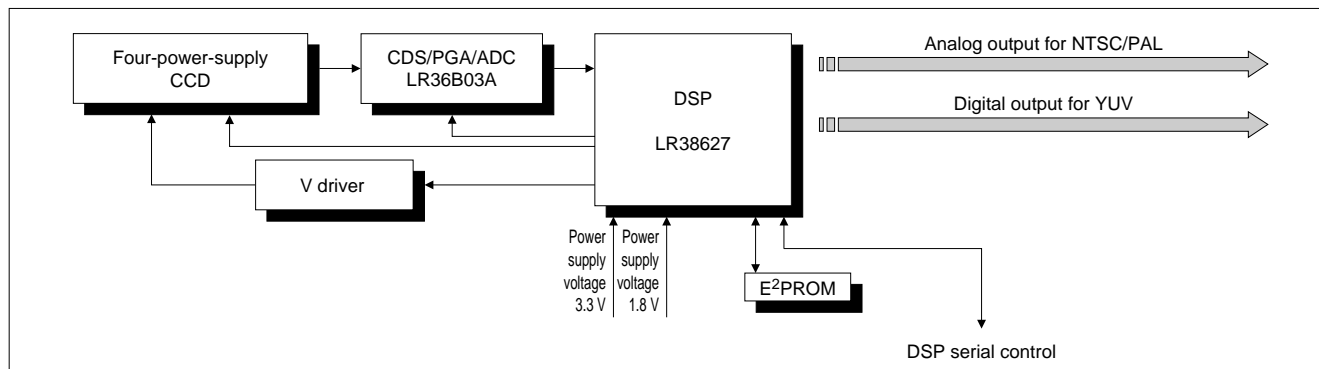 Four-power-supply
CCD
CDS/PGA/ADC
LR36B03A
DSP
LR38627
Analog output for NTSC/PAL
Digital output for YUV
V driver
Power
supply
voltage
3.3 V
Power
supply
voltage
1.8 V
E²PROM
DSP serial control